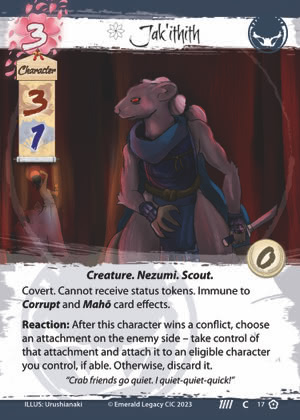 3
Jak'ithith
Character
3
1
0
Creature. Nezumi. Scout.
Covert. Cannot receive status tokens. Immune to
Corrupt and Mahō card effects.
Reaction: After this character wins a conflict, choose
an attachment on the enemy side – take control of
that attachment and attach it to an eligible character
you control, if able. Otherwise, discard it.
“Crab friends go quiet. I quiet-quiet-quick!”
ILLUS: Urushianaki
© Emerald Legacy CIC 2023
C 17